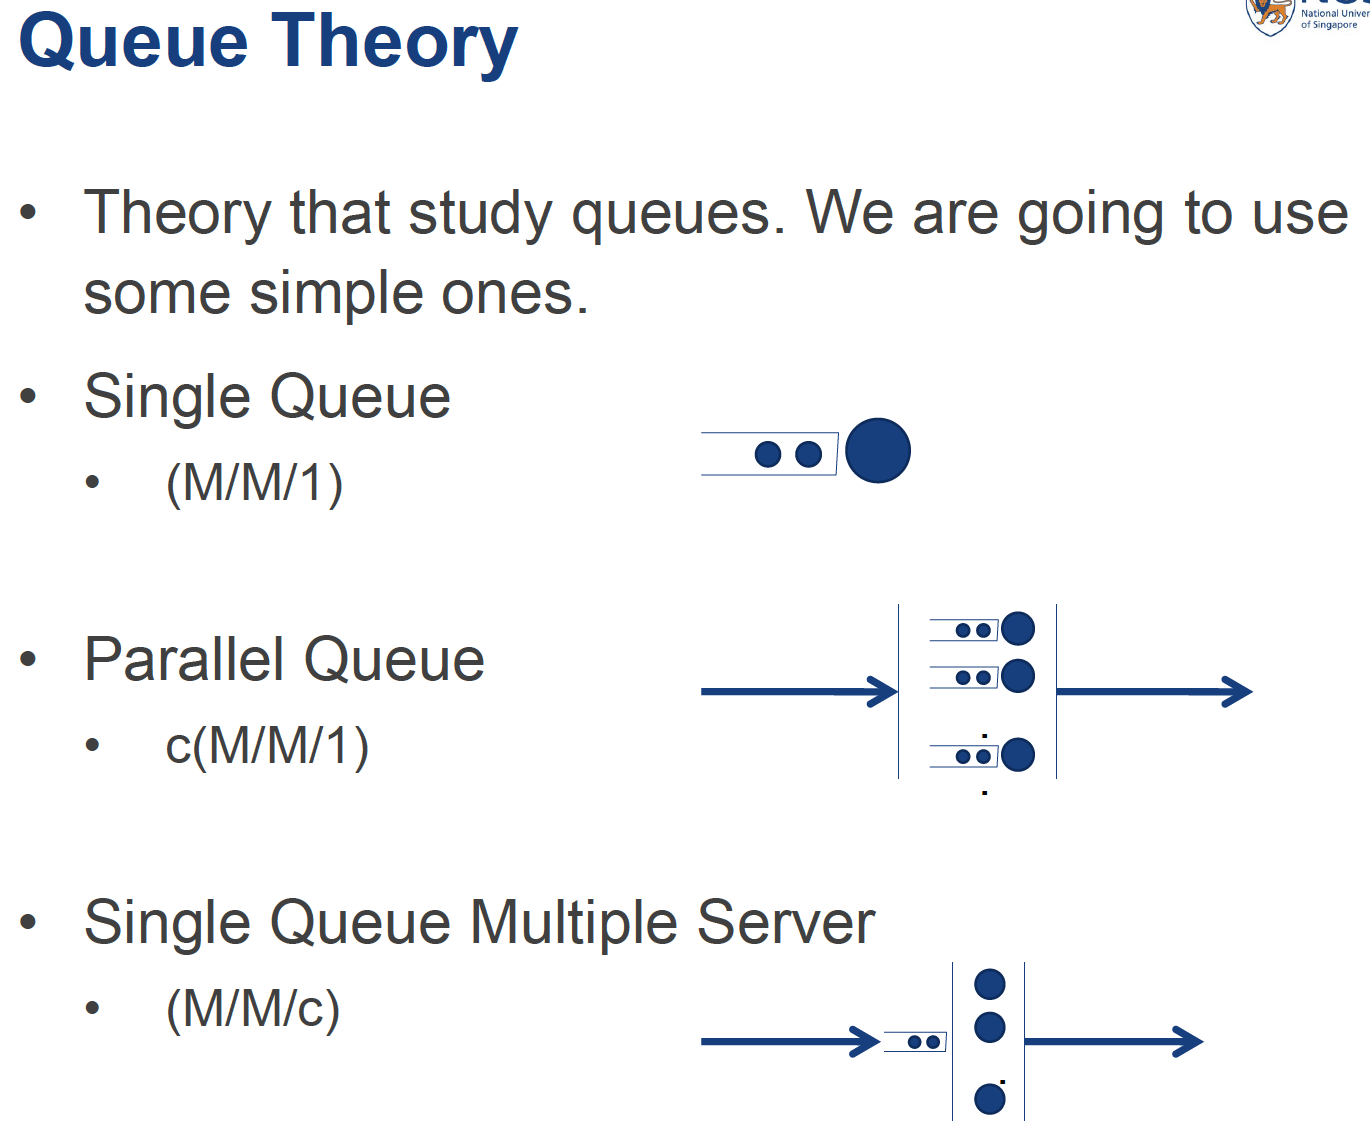 Queue Theory
National Univer
of Singapore
• Theory that study queues. We are going to use
some simple ones.
• Single Queue
• (M/M/1)
• Parallel Queue
• c(M/M/1)
• Single Queue Multiple Server
• (M/M/c)